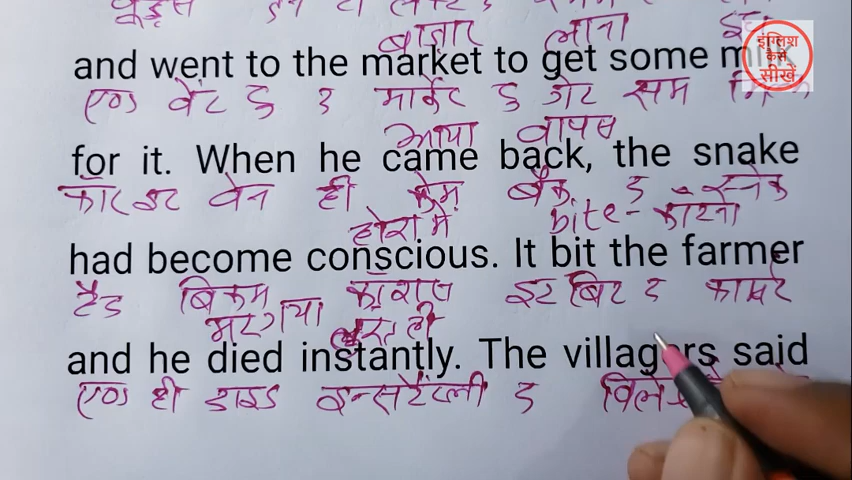 बाज़ार लाना
इंग्लिश
कैसे
सीखें
and went to the market to get some milk
एण्ड वेंट टु द मार्केट टु गेट सम
आया वापस
for it. When he came back, the snake
फॉर इट वेन ही केम बैक द स्नेक
होश में bite- काटना
had become conscious. It bit the farmer
हैड बिकम कॉंशस इट बिट द फार्मर
मर गया तुरन्त ही
and he died instantly. The villagers said
एण्ड ही डाइड इन्सटैंटली द